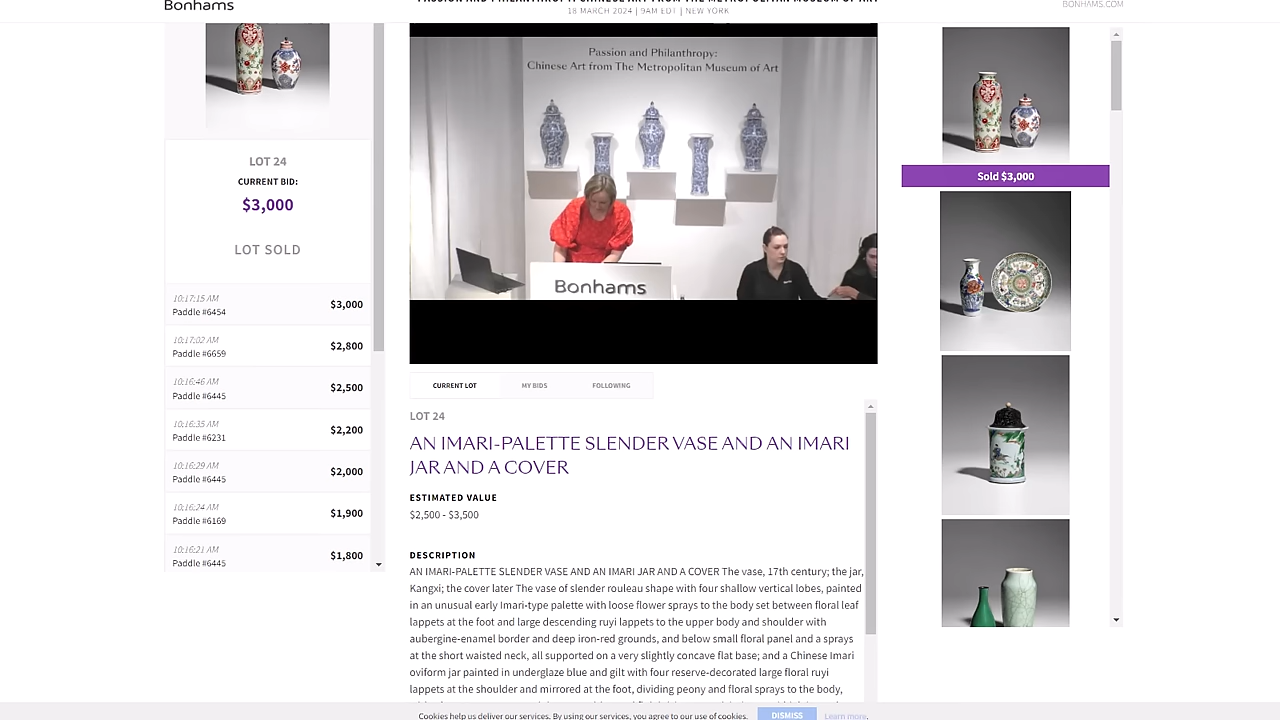 Bonhams
PASSION AND PHILANTHROPY: CHINESE ART FROM THE METROPOLITAN MUSEUM OF ART
18 MARCH 2024 | 9AM EDT | NEW YORK
BONHAMS.COM
LOT 24
CURRENT BID:
$3,000
LOT SOLD
10:17:15 AM
Paddle #6454
$3,000
10:17:02 AM
Paddle #6659
$2,800
10:16:46 AM
Paddle #6445
$2,500
10:16:35 AM
Paddle #6231
$2,200
10:16:29 AM
Paddle #6445
$2,000
10:16:24 AM
Paddle #6169
$1,900
10:16:21 AM
Paddle #6445
$1,800
Passion and Philanthropy:
Chinese Art from The Metropolitan Museum of Art
Bonhams
CURRENT LOT
MY BIDS
FOLLOWING
LOT 24
AN IMARI-PALETTE SLENDER VASE AND AN IMARI
JAR AND A COVER
ESTIMATED VALUE
$2,500 - $3,500
DESCRIPTION
AN IMARI-PALETTE SLENDER VASE AND AN IMARI JAR AND A COVER The vase, 17th century; the jar,
Kangxi; the cover later The vase of slender rouleau shape with four shallow vertical lobes, painted
in an unusual early Imari-type palette with loose flower sprays to the body set between floral leaf
lappets at the foot and large descending ruyi lappets to the upper body and shoulder with
aubergine-enamel border and deep iron-red grounds, and below small floral panel and a sprays
at the short waisted neck, all supported on a very slightly concave flat base; and a Chinese Imari
oviform jar painted in underglaze blue and gilt with four reserve-decorated large floral ruyi
lappets at the shoulder and mirrored at the foot, dividing peony and floral sprays to the body,
Sold $3,000
Cookies help us deliver our services. By using our services, you agree to our use of cookies.
DISMISS
Learn more.